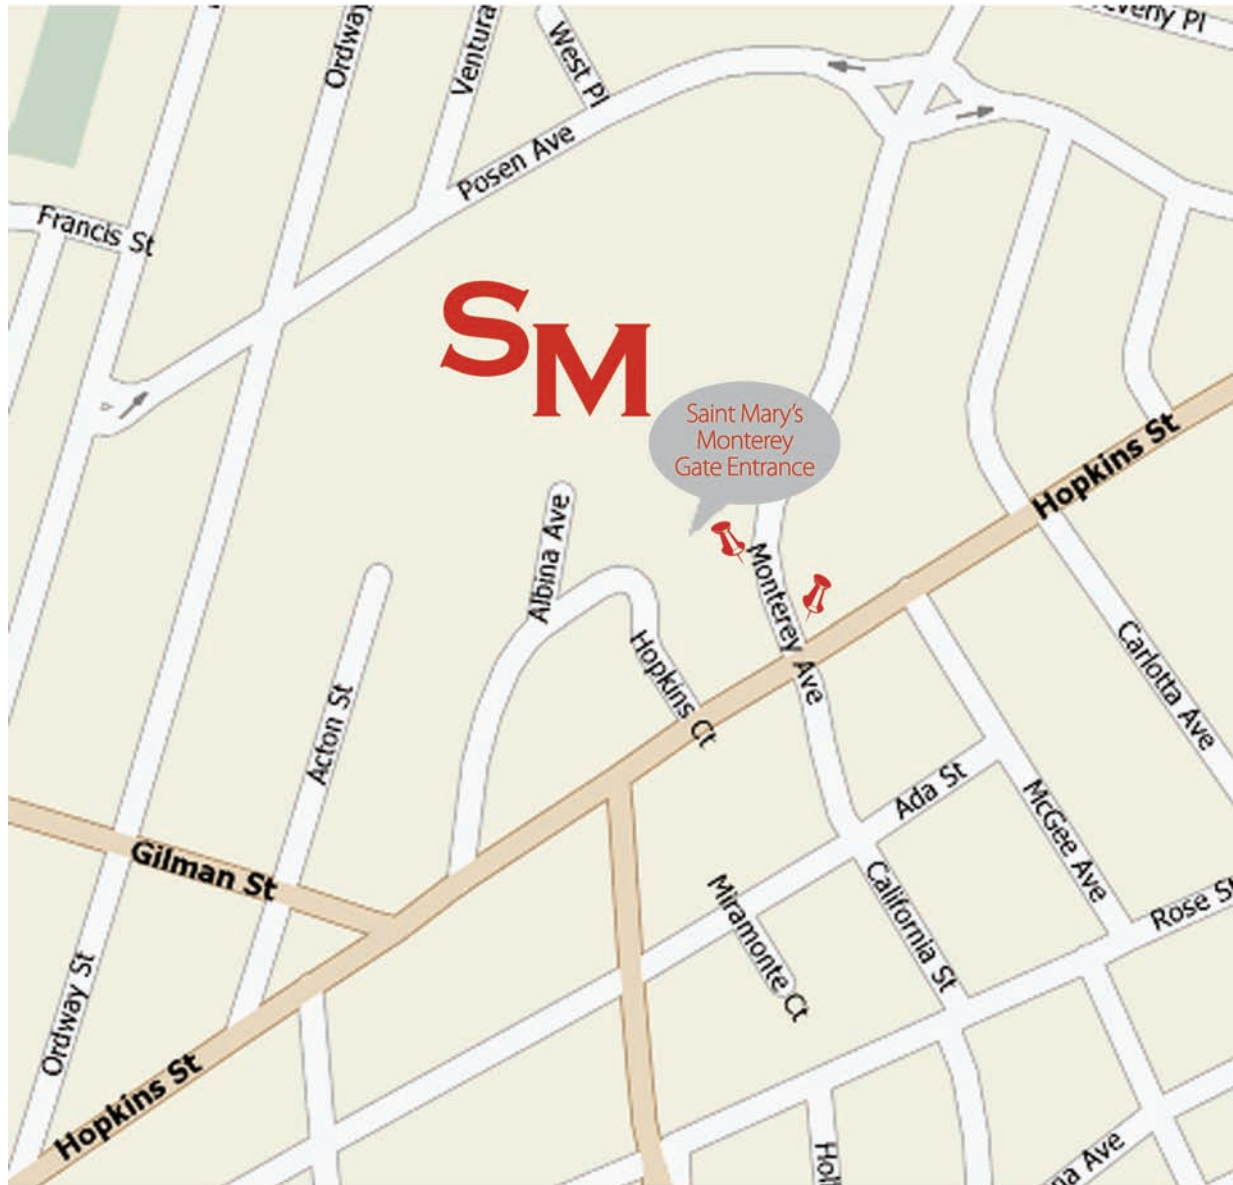 Ordway
Ventura
West Pl
Posen Ave
Francis St
SM
Saint Mary's
Monterey
Gate Entrance
Hopkins St
Albina Ave
Monterey Ave
Hopkins Ct
Carlotta Ave
Acton St
Ada St
McGee Ave
Gilman St
Miramonte Ct
California St
Rose St
Ordway St
Hopkins St